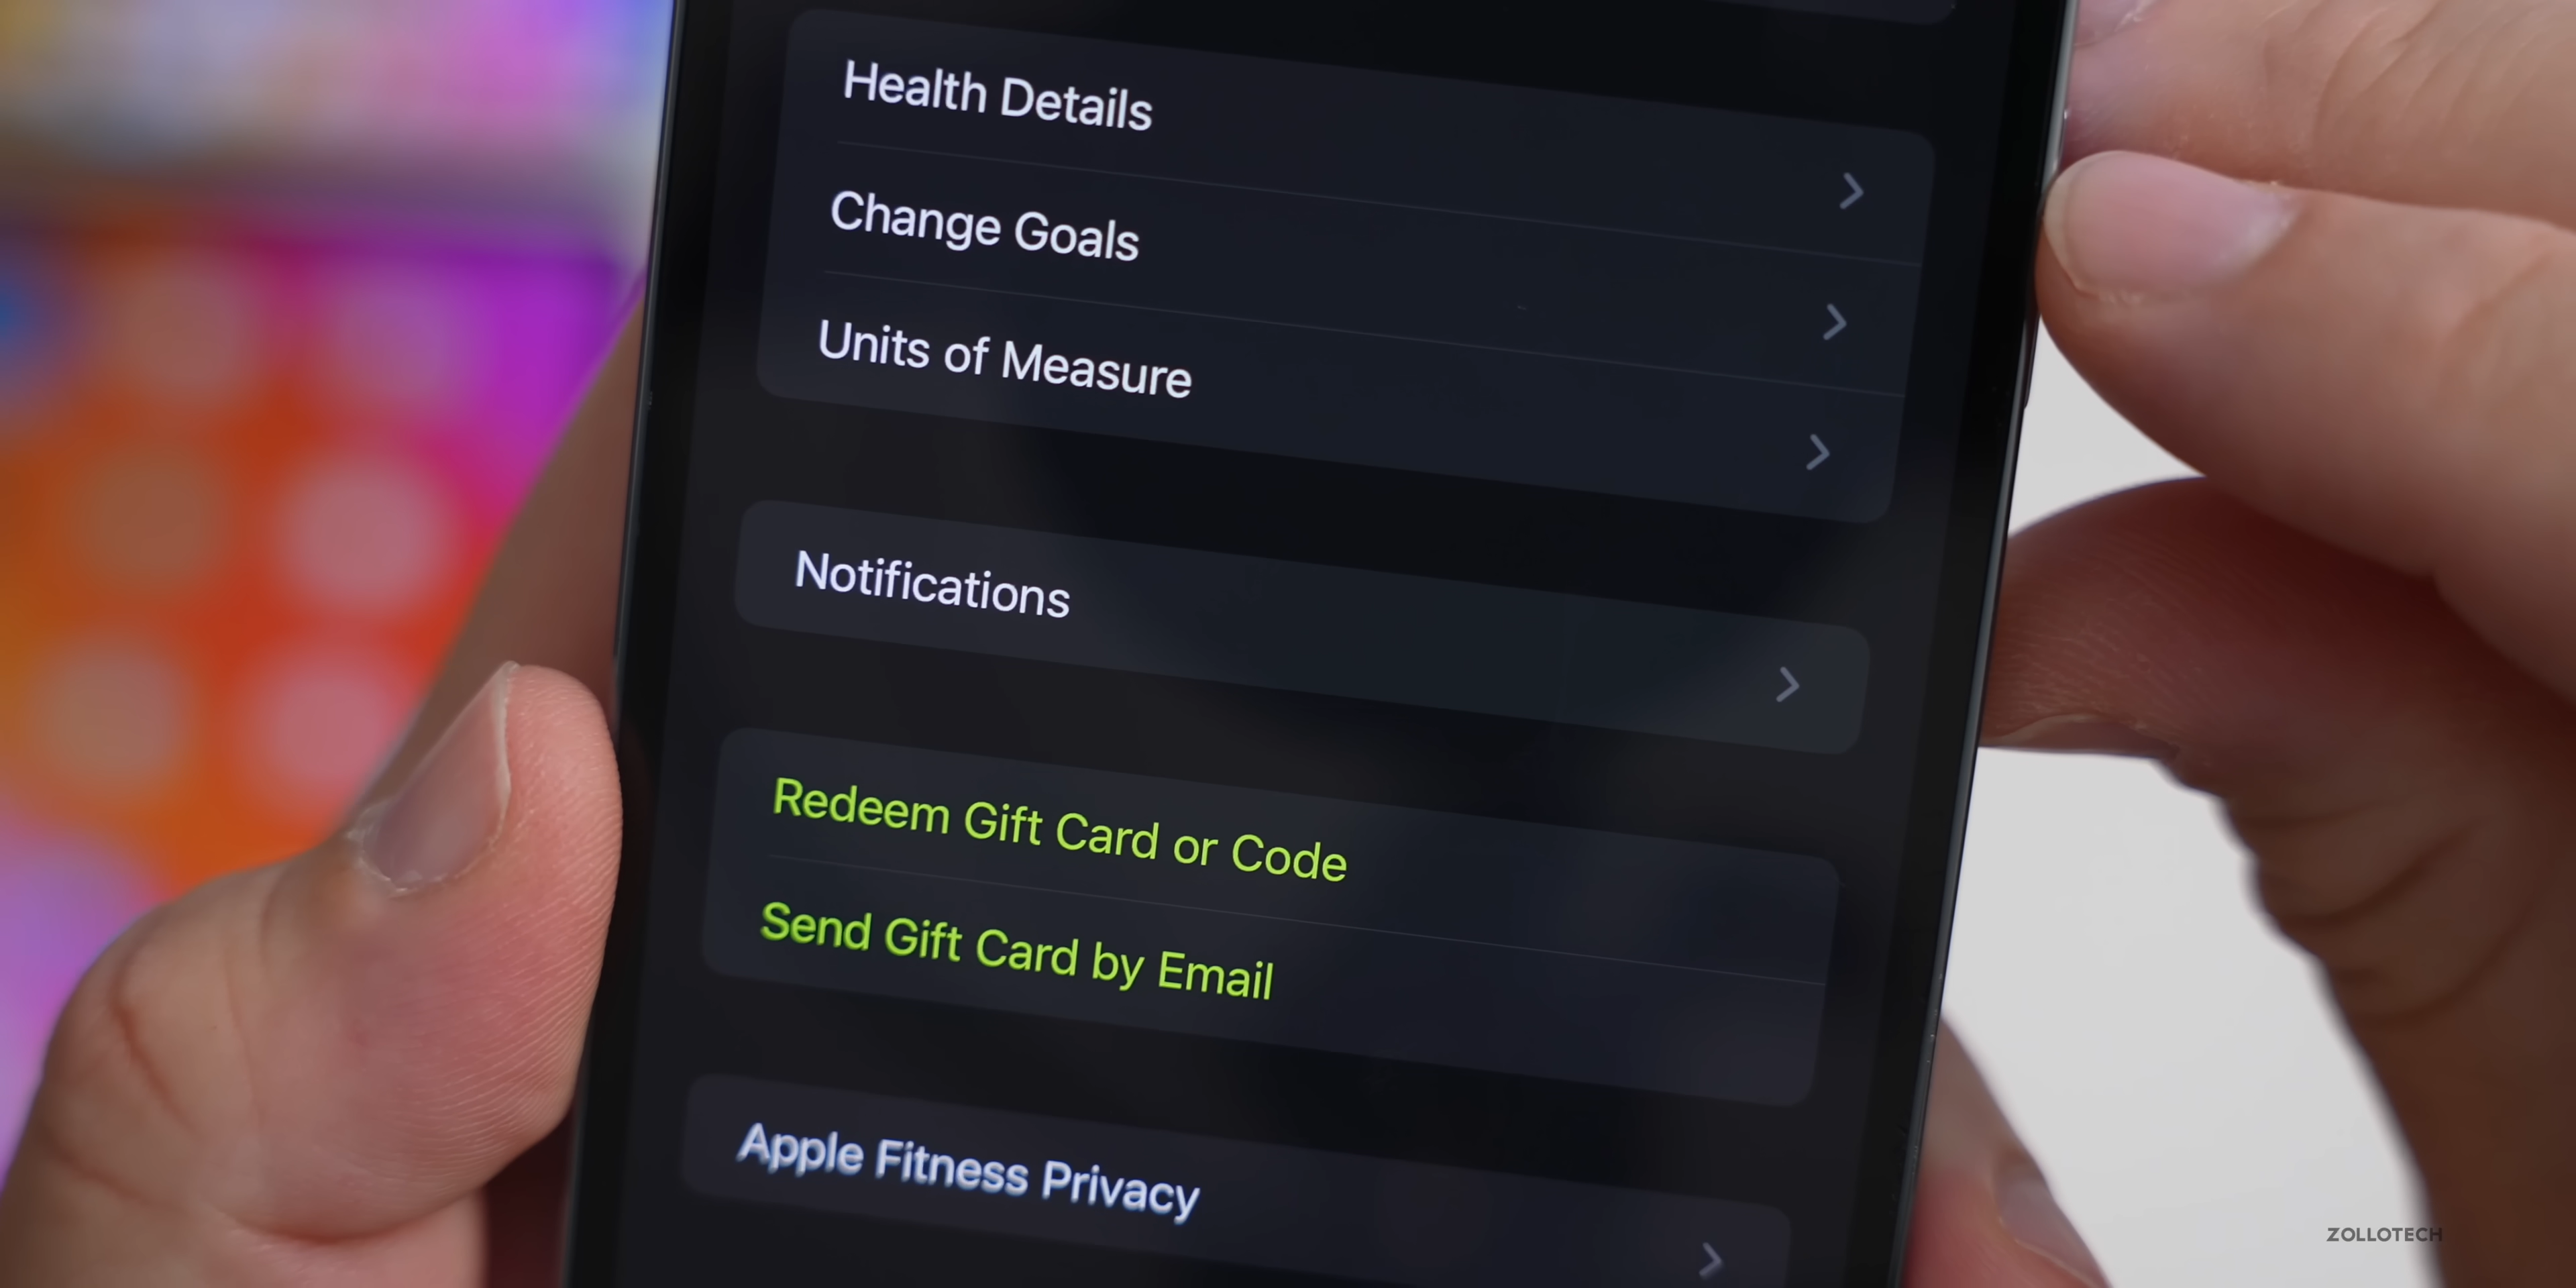 Health Details
Change Goals
Units of Measure
Notifications
Redeem Gift Card or Code
Send Gift Card by Email
Apple Fitness Privacy
ZOLLOTECH